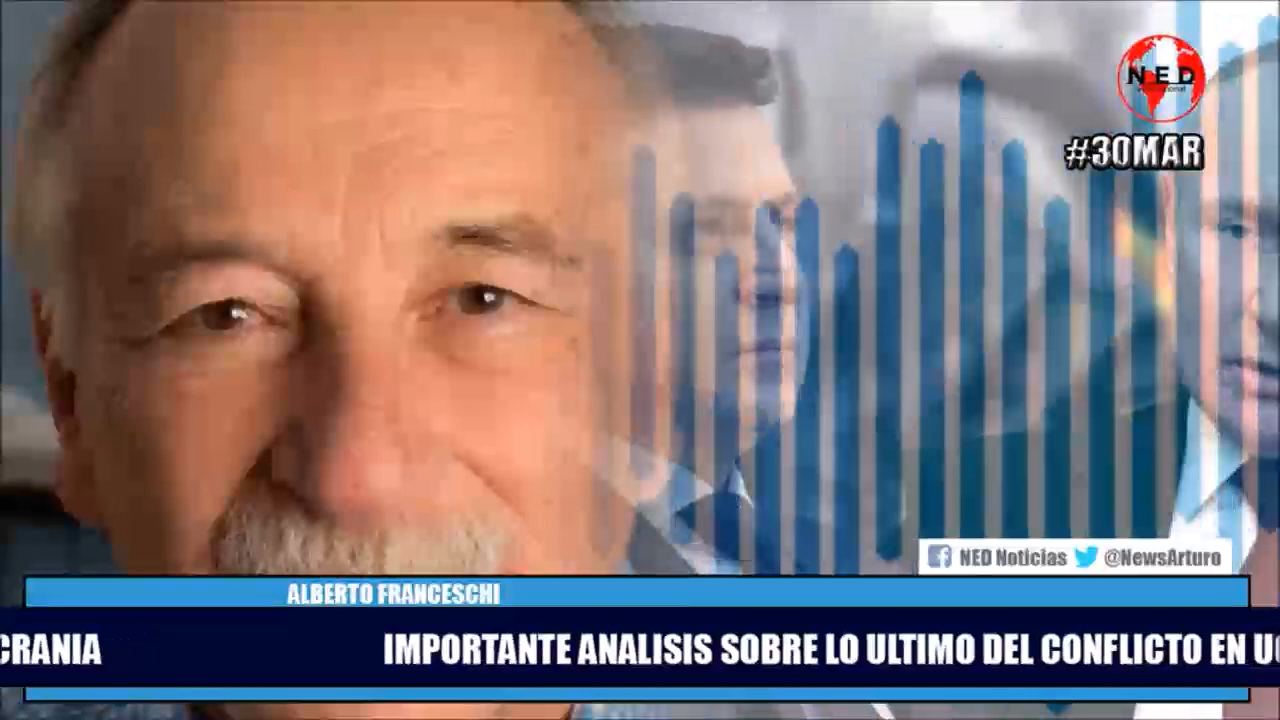 NED
#30MAR
NED Noticias @NewsArturo
ALBERTO FRANCESCHI
CRANIA IMPORTANTE ANALISIS SOBRE LO ULTIMO DEL CONFLICTO EN U